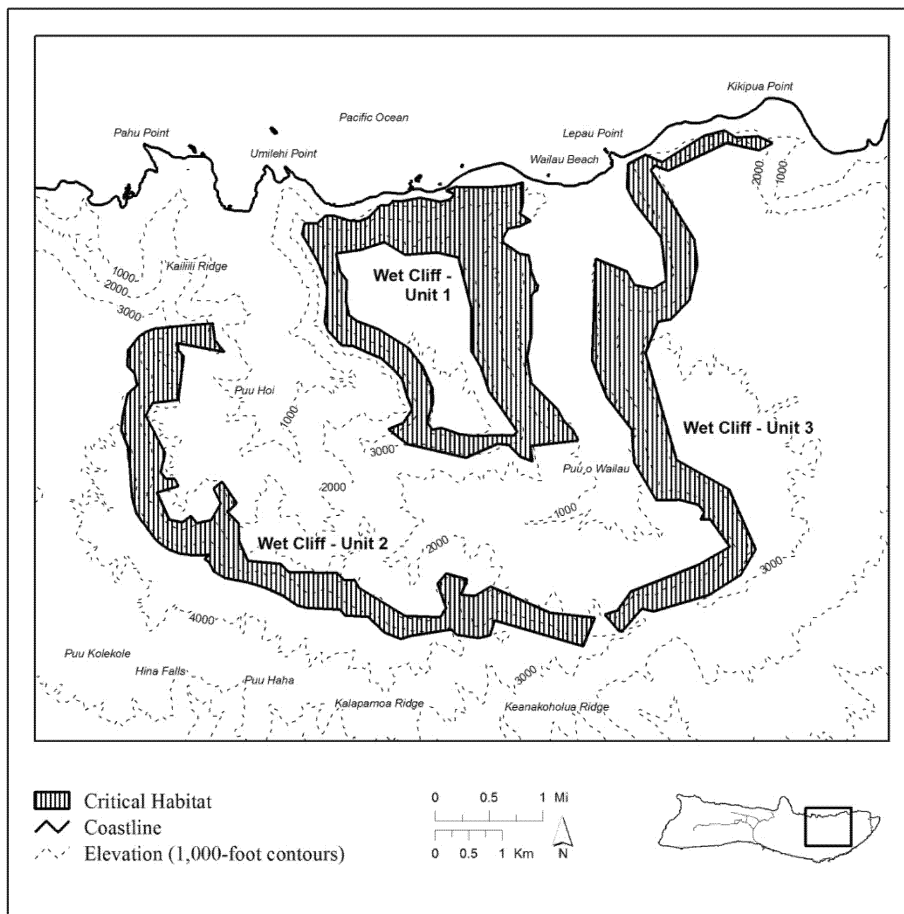 Kikipua Point
Pacific Ocean
Pahu Point
Lepau Point
Umilehi Point
Wailau Beach
2000
1000
Kailiili Ridge
1000
2000
3000
Wet Cliff -
Unit 1
Puu Hoi
1000
3000
Wet Cliff - Unit 3
Puu o Wailau
2000
1000
Wet Cliff - Unit 2
2000
3000
4000
Puu Kolekole
Hina Falls
Puu Haha
3000
Kalapamoa Ridge
Keanakoholua Ridge
Critical Habitat
Coastline
Elevation (1,000-foot contours)
0 0.5 1 Mi
0 0.5 1 Km
N